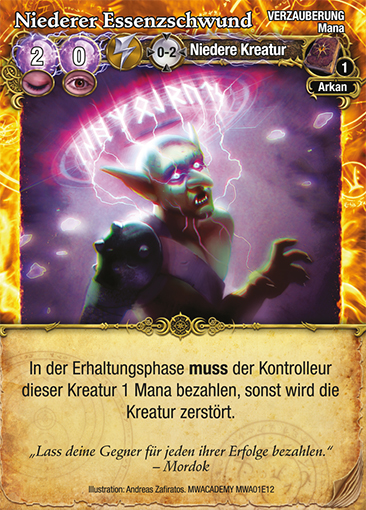 Niederer Essenzschwund
VERZAUBERUNG
Mana
2 0 0-2 Niedere Kreatur
1
Arkan
In der Erhaltungsphase muss der Kontrolleur
dieser Kreatur 1 Mana bezahlen, sonst wird die
Kreatur zerstört.
„Lass deine Gegner für jeden ihrer Erfolge bezahlen.“
– Mordok
Illustration: Andreas Zafiratos. MWACADEMY MWA01E12